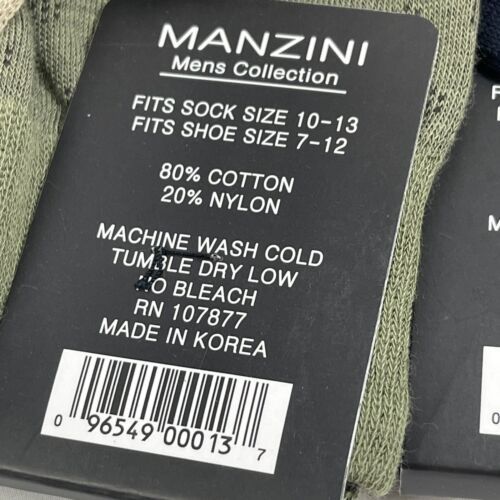 MANZINI
Mens Collection
FITS SOCK SIZE 10-13
FITS SHOE SIZE 7-12
80% COTTON
20% NYLON
MACHINE WASH COLD
TUMBLE DRY LOW
NO BLEACH
RN 107877
MADE IN KOREA
0 96549 00013 7